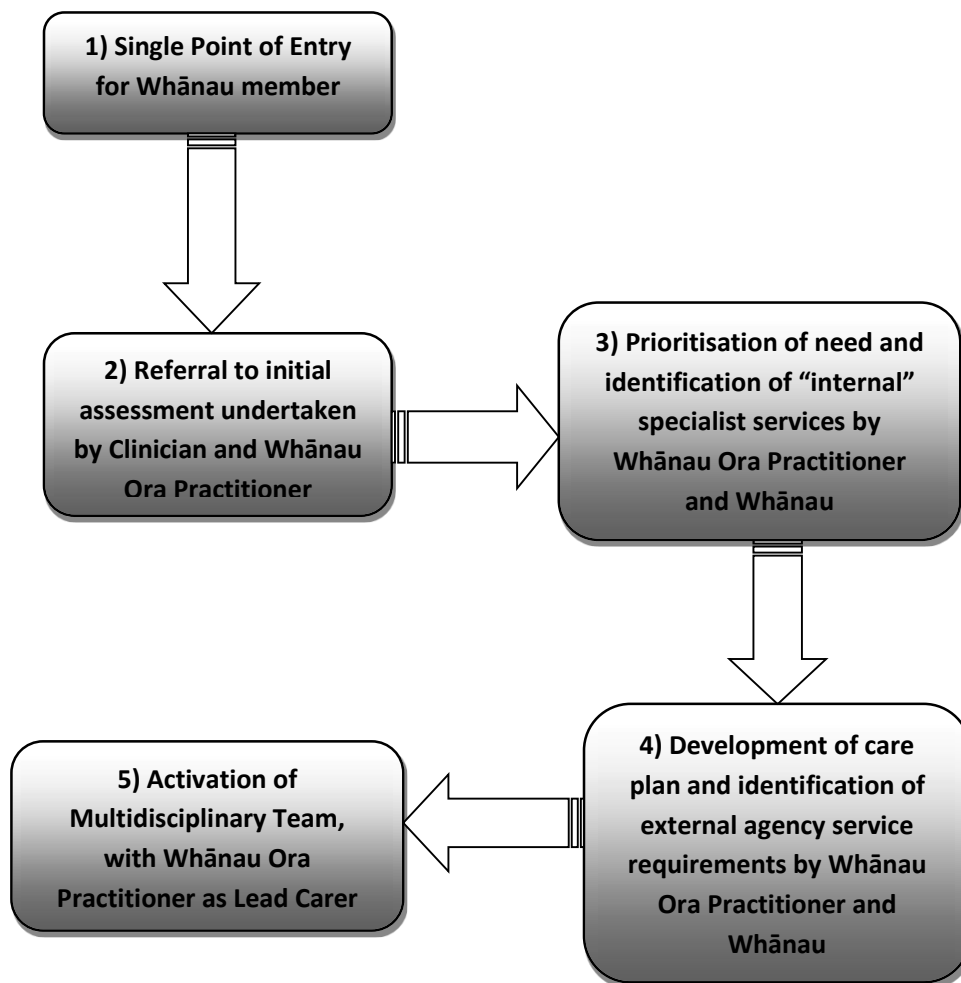 1) Single Point of Entry
for Whānau member
2) Referral to initial
assessment undertaken
by Clinician and Whānau
Ora Practitioner
3) Prioritisation of need and
identification of “internal”
specialist services by
Whānau Ora Practitioner
and Whānau
4) Development of care
plan and identification of
external agency service
requirements by Whānau
Ora Practitioner and
Whānau
5) Activation of
Multidisciplinary Team,
with Whānau Ora
Practitioner as Lead Carer